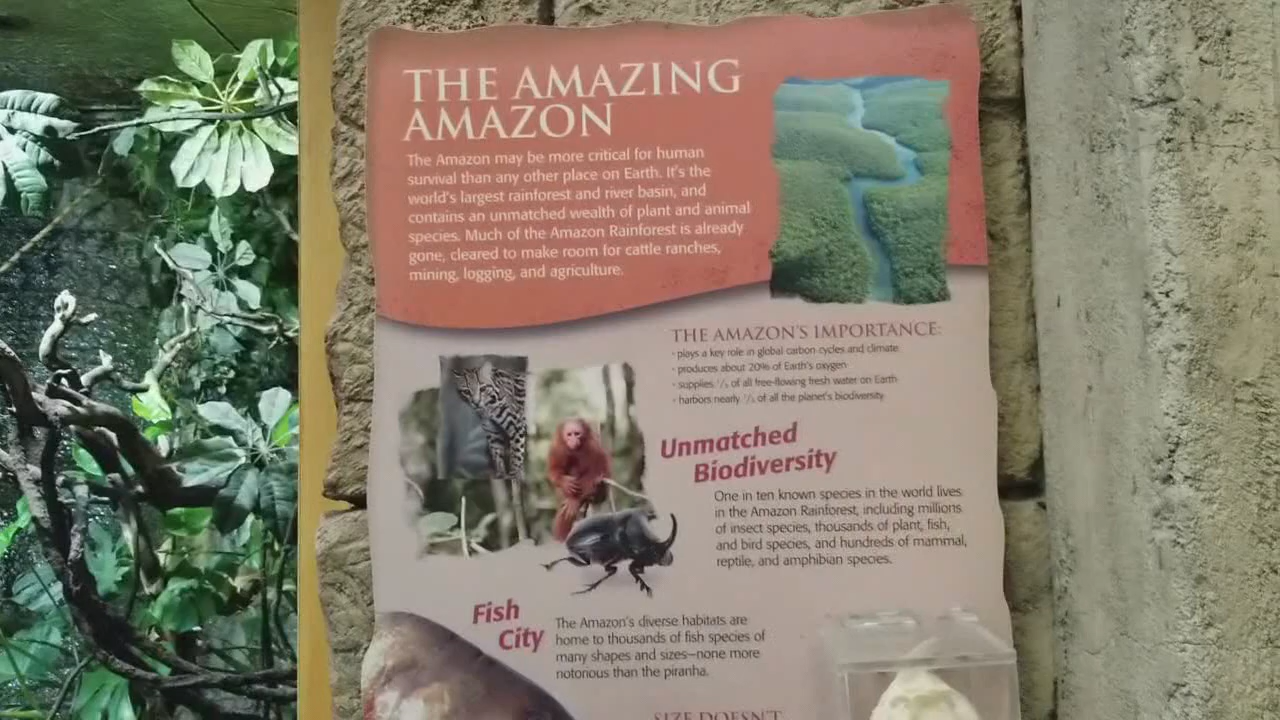 THE AMAZING
AMAZON
The Amazon may be more critical for human
survival than any other place on Earth. It's the
world's largest rainforest and river basin, and
contains an unmatched wealth of plant and animal
species. Much of the Amazon Rainforest is already
gone, cleared to make room for cattle ranches,
mining, logging, and agriculture.
THE AMAZON'S IMPORTANCE:
· plays a key role in global carbon cycles and climate
· produces about 20% of Earth's oxygen
· supplies of all free-flowing fresh water on Earth
· harbors nearly of all the planet's biodiversity
Unmatched
Biodiversity
One in ten known species in the world lives
in the Amazon Rainforest, including millions
of insect species, thousands of plant, fish,
and bird species, and hundreds of mammal,
reptile, and amphibian species.
Fish
City
The Amazon's diverse habitats are
home to thousands of fish species of
many shapes and sizes—none more
notorious than the piranha.
SIZE DOESN'T